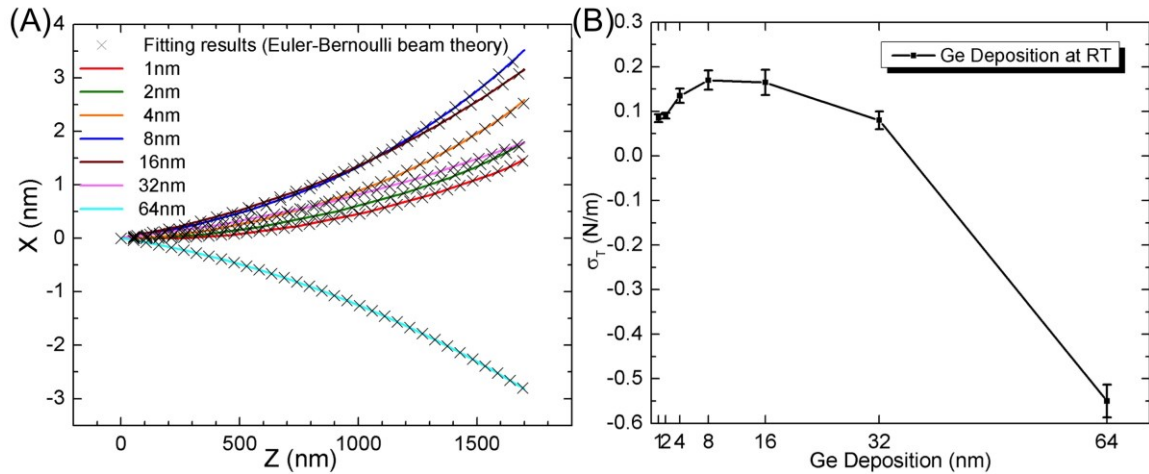 (A)
4
3
2
1
0
-1
-2
-3
X (nm)
Fitting results (Euler-Bernoulli beam theory)
1nm
2nm
4nm
8nm
16nm
32nm
64nm
0 500 1000 1500
Z (nm)
(B)
0.3
0.2
0.1
0.0
-0.1
-0.2
-0.3
-0.4
-0.5
-0.6
σT (N/m)
Ge Deposition at RT
1 2 4 8 16 32 64
Ge Deposition (nm)